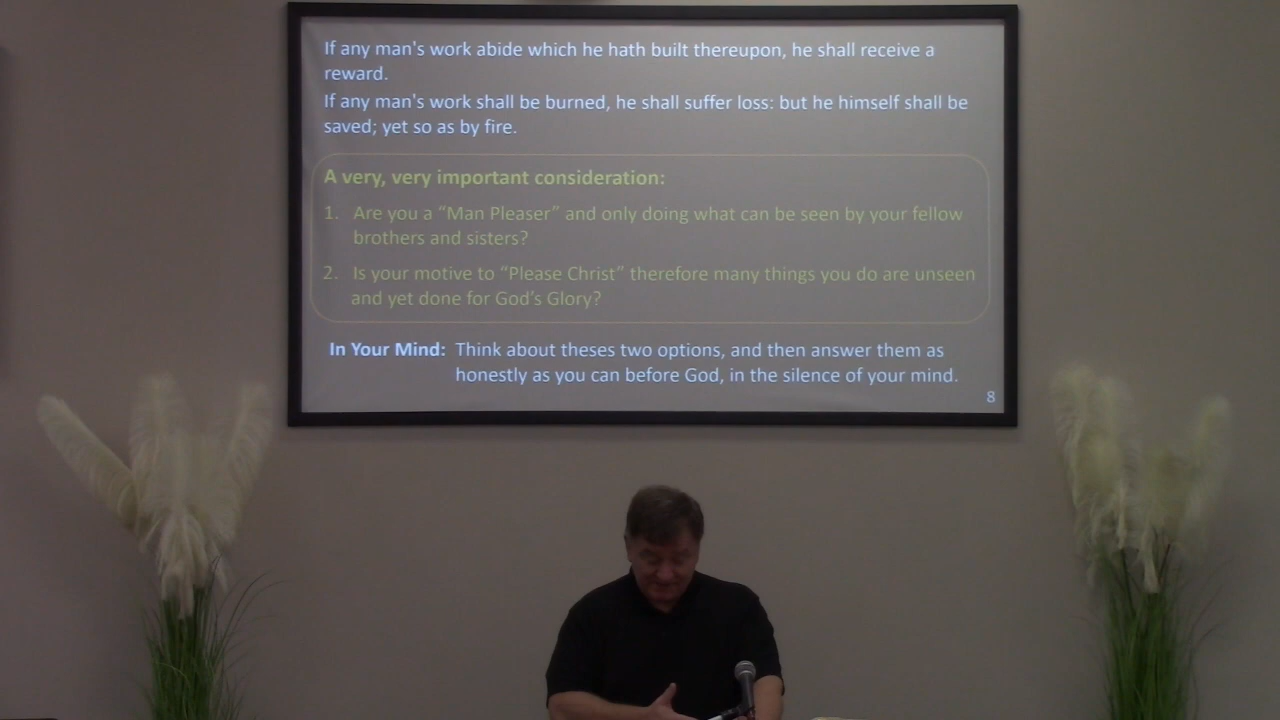 If any man's work abide which he hath built thereupon, he shall receive a
reward.
If any man's work shall be burned, he shall suffer loss: but he himself shall be
saved; yet so as by fire.
A very, very important consideration:
1. Are you a “Man Pleaser” and only doing what can be seen by your fellow
brothers and sisters?
2. Is your motive to “Please Christ” therefore many things you do are unseen
and yet done for God’s Glory?
In Your Mind: Think about theses two options, and then answer them as
honestly as you can before God, in the silence of your mind.
8